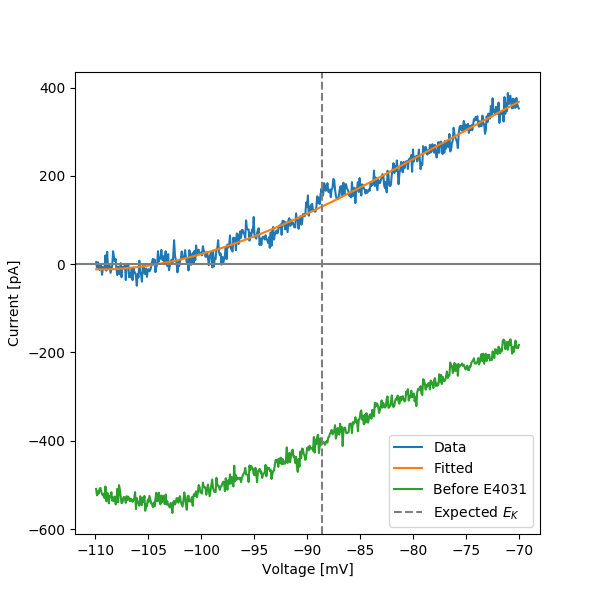 400
200
0
−200
−400
−600
Current [pA]
−110
−105
−100
−95
−90
−85
−80
−75
−70
Voltage [mV]
Data
Fitted
Before E4031
Expected E_K